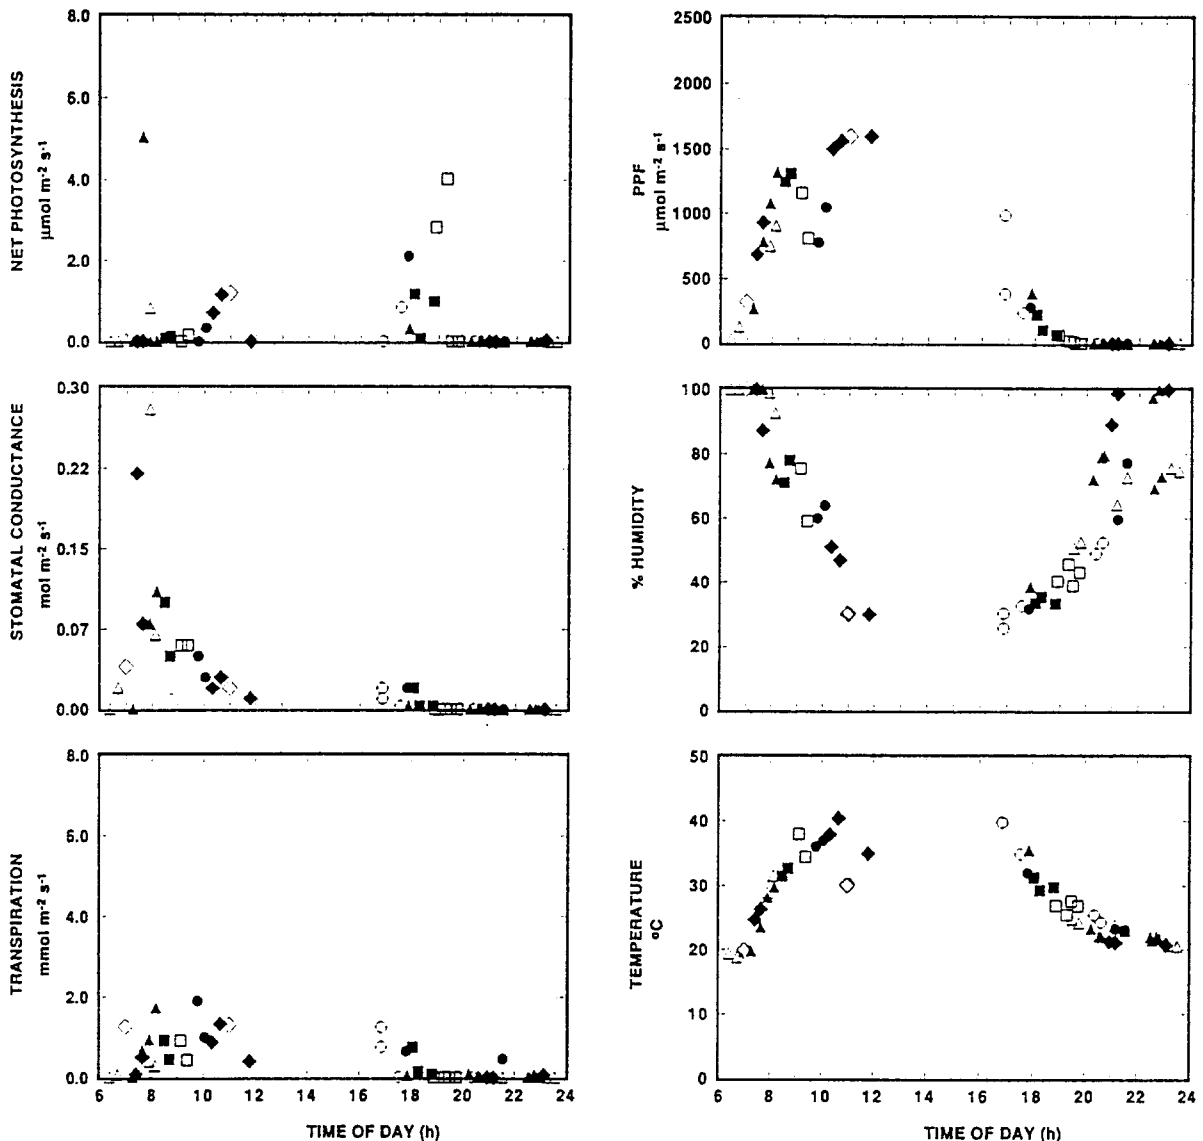 NET PHOTOSYNTHESIS
µmol m-2 s-1
8.0
6.0
4.0
2.0
0.0
PPF
µmol m-2 s-1
2500
2000
1500
1000
500
0
STOMATAL CONDUCTANCE
mol m-2 s-1
0.30
0.22
0.15
0.07
0.00
% HUMIDITY
100
80
60
40
20
0
TRANSPIRATION
mmol m-2 s-1
8.0
6.0
4.0
2.0
0.0
6 8 10 12 14 16 18 20 22 24
TIME OF DAY (h)
TEMPERATURE
ºC
50
40
30
20
10
0
6 8 10 12 14 16 18 20 22 24
TIME OF DAY (h)